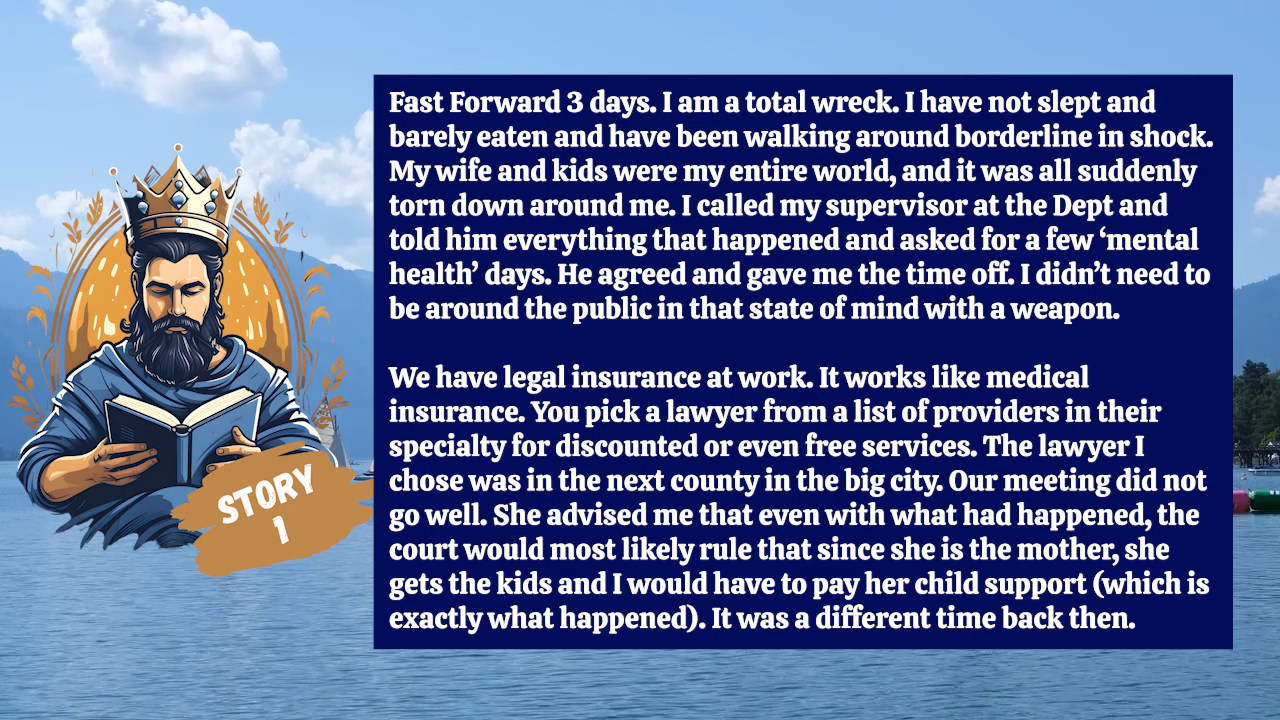 Fast Forward 3 days. I am a total wreck. I have not slept and
barely eaten and have been walking around borderline in shock.
My wife and kids were my entire world, and it was all suddenly
torn down around me. I called my supervisor at the Dept and
told him everything that happened and asked for a few ‘mental
health’ days. He agreed and gave me the time off. I didn’t need to
be around the public in that state of mind with a weapon.
We have legal insurance at work. It works like medical
insurance. You pick a lawyer from a list of providers in their
specialty for discounted or even free services. The lawyer I
chose was in the next county in the big city. Our meeting did not
go well. She advised me that even with what had happened, the
court would most likely rule that since she is the mother, she
gets the kids and I would have to pay her child support (which is
exactly what happened). It was a different time back then.
STORY
1